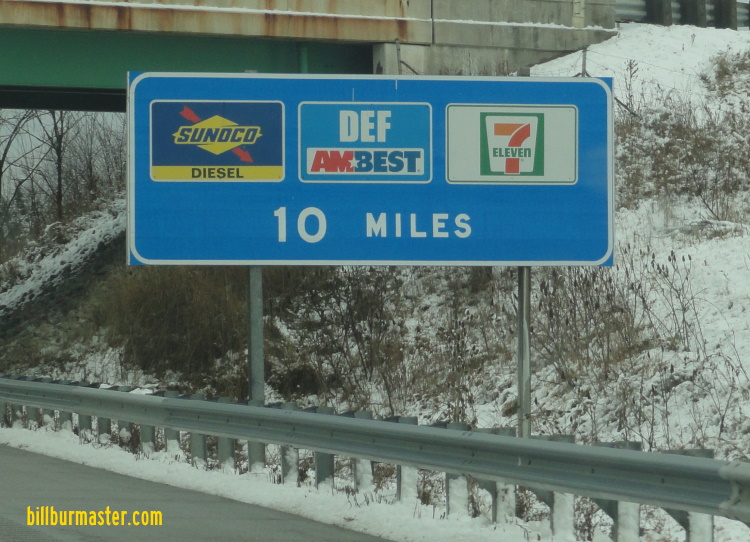 SUNOCO
DIESEL
DEF
AMBEST
7
ELEVEN
10 MILES
billburmaster.com